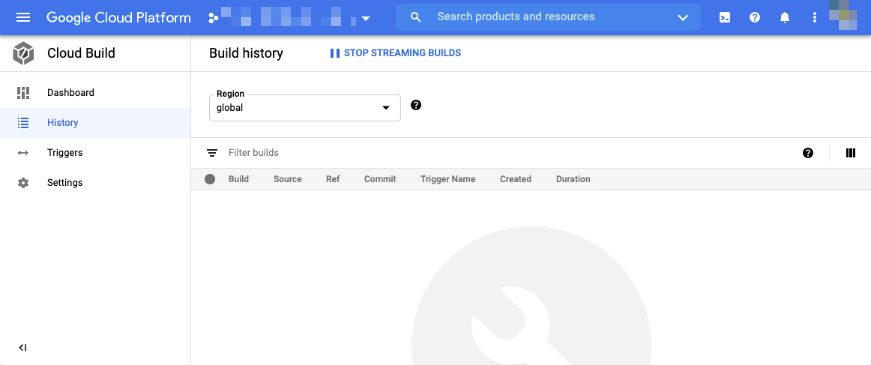 Google Cloud Platform
Search products and resources
Cloud Build
Build history
STOP STREAMING BUILDS
Dashboard
History
Triggers
Settings
Region
global
Filter builds
Build Source Ref Commit Trigger Name Created Duration